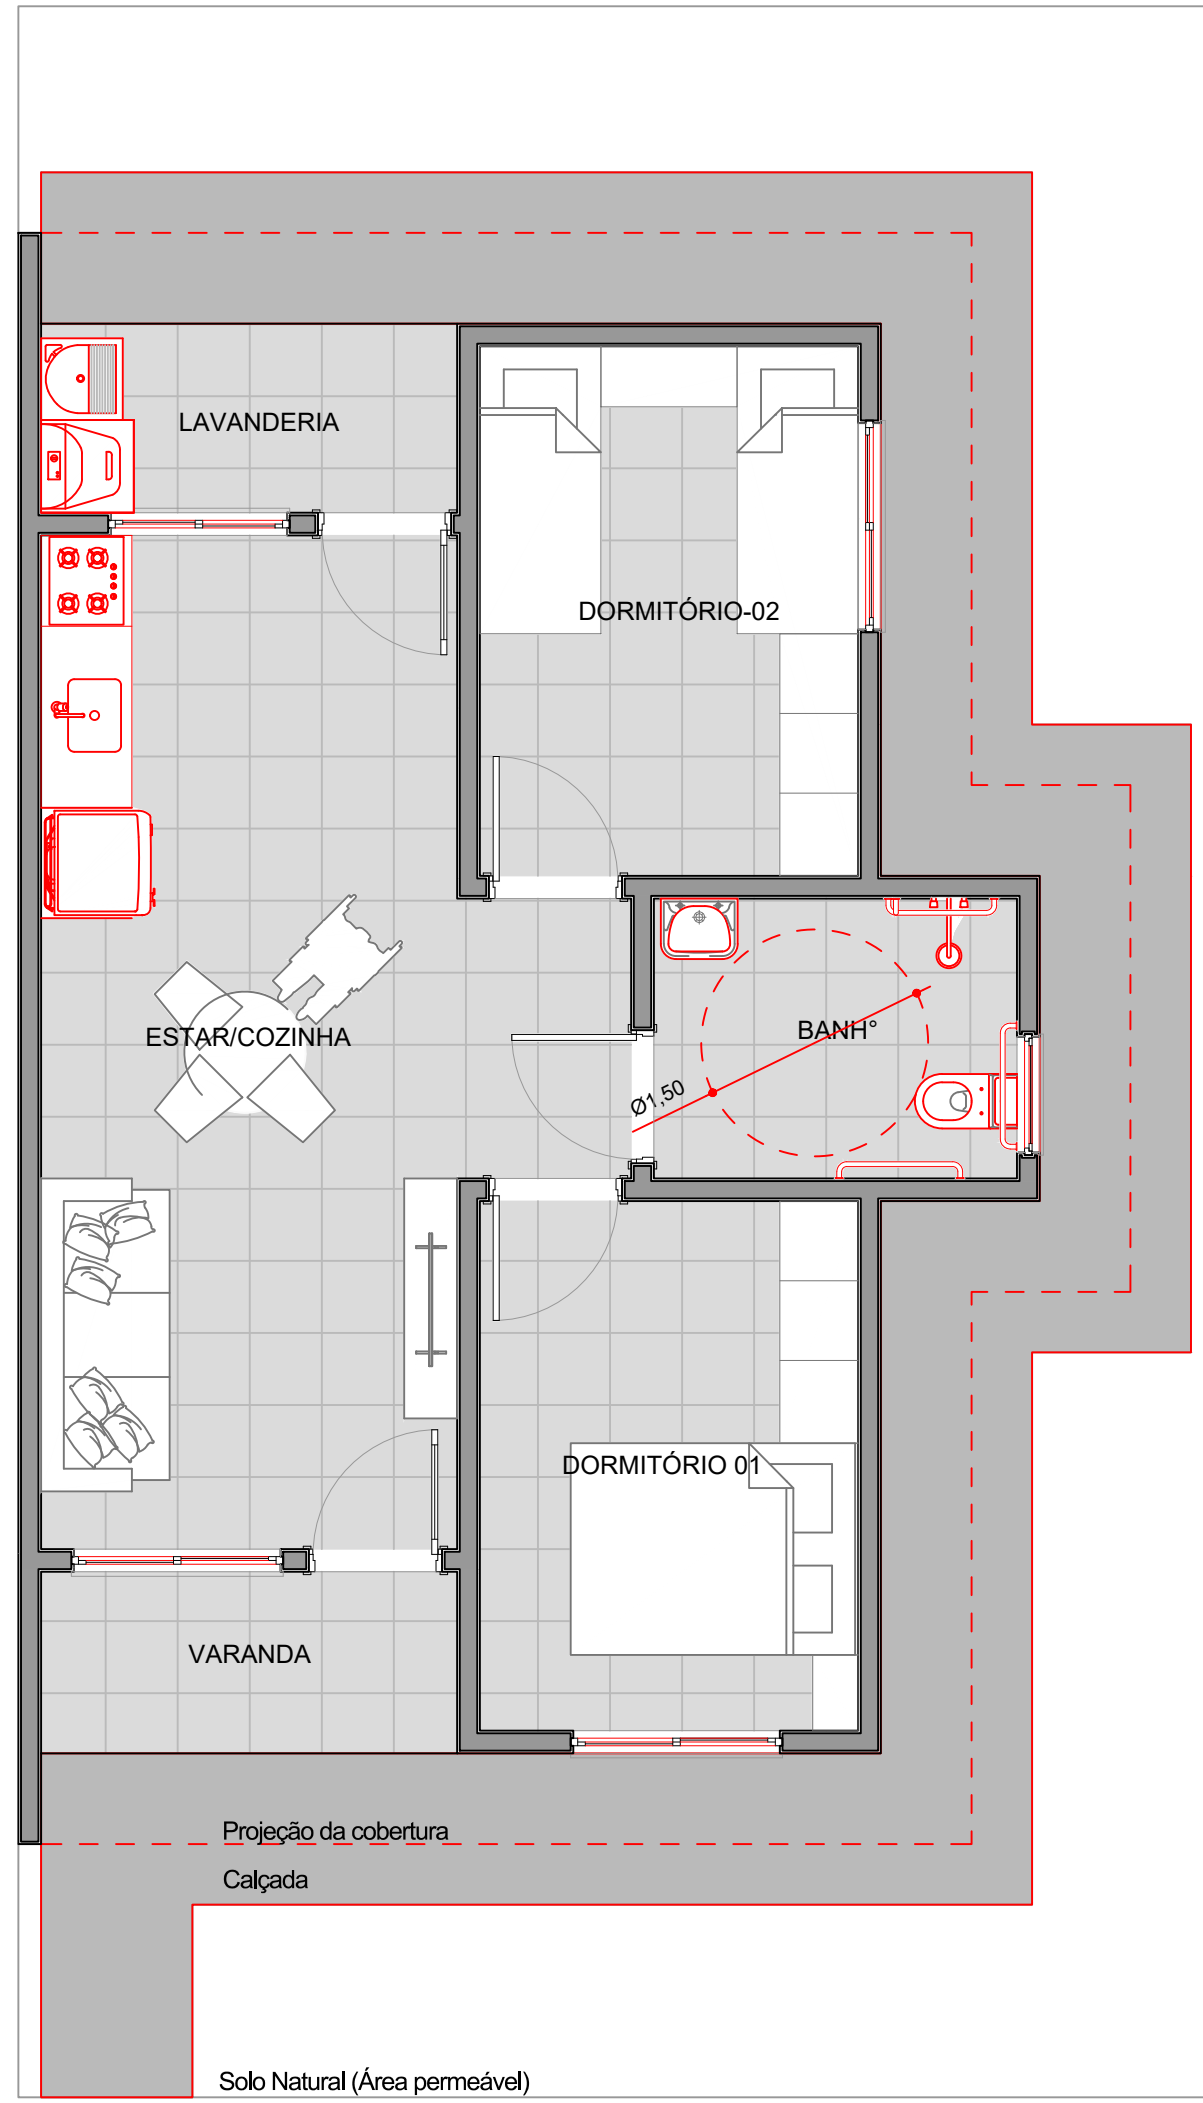 LAVANDERIA
DORMITÓRIO-02
ESTAR/COZINHA
BANH°
Ø1,50
DORMITÓRIO 01
VARANDA
Projeção da cobertura
Calçada
Solo Natural (Área permeável)